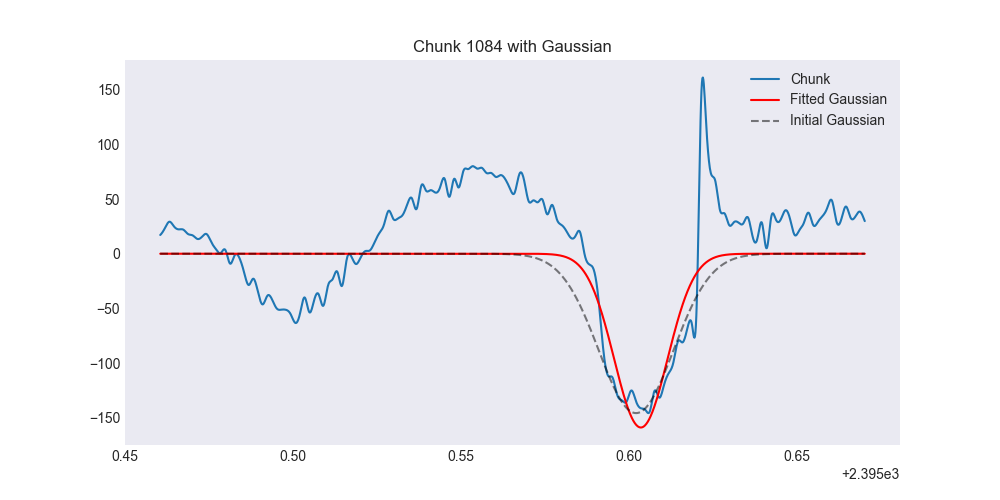 Chunk 1084 with Gaussian
Chunk
Fitted Gaussian
Initial Gaussian
150
100
50
0
−50
−100
−150
0.45 0.50 0.55 0.60 0.65
+2.395e3